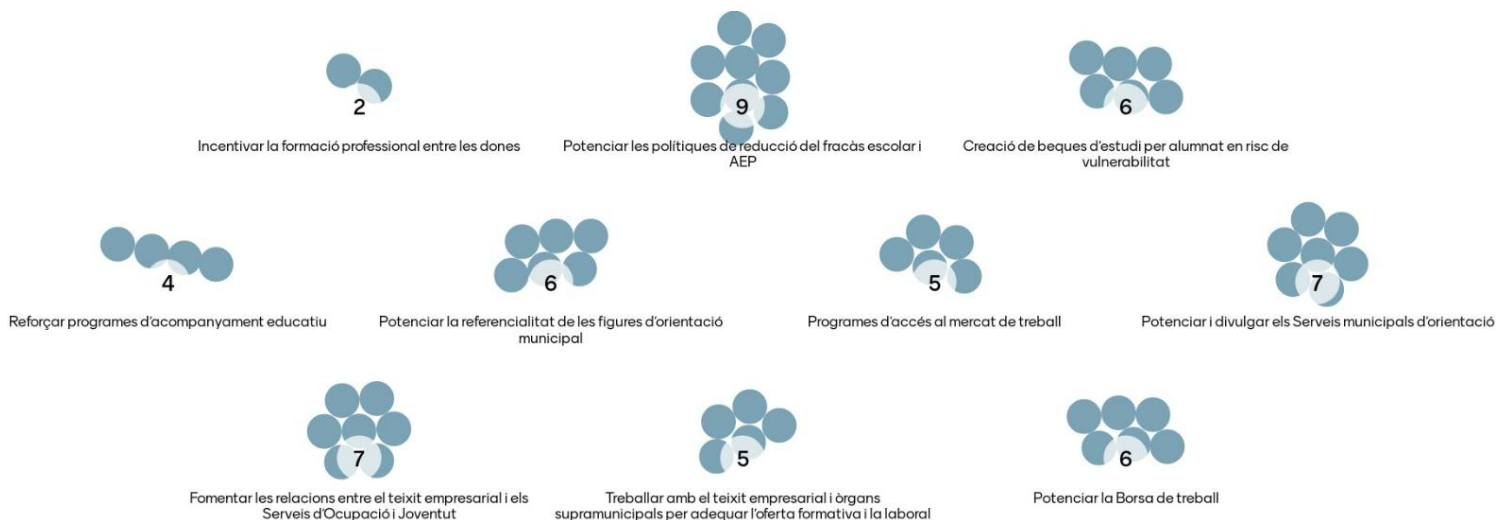 2
Incentivar la formació professional entre les dones
9
Potenciar les polítiques de reducció del fracàs escolar i
AEP
6
Creació de beques d'estudi per alumnat en risc de
vulnerabilitat
4
Reforçar programes d'acompanyament educatiu
6
Potenciar la referencialitat de les figures d'orientació
municipal
5
Programes d'accés al mercat de treball
7
Potenciar i divulgar els Serveis municipals d'orientació
7
Fomentar les relacions entre el teixit empresarial i els
Serveis d'Ocupació i Joventut
5
Treballar amb el teixit empresarial i òrgans
supramunicipals per adequar l'oferta formativa i la laboral
6
Potenciar la Borsa de treball